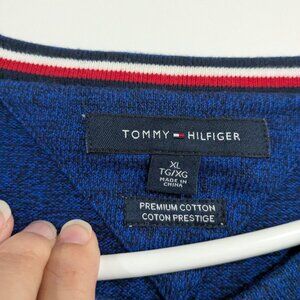 TOMMY HILFIGER
XL
TG/XG
MADE IN
CHINA
PREMIUM COTTON
COTON PRESTIGE